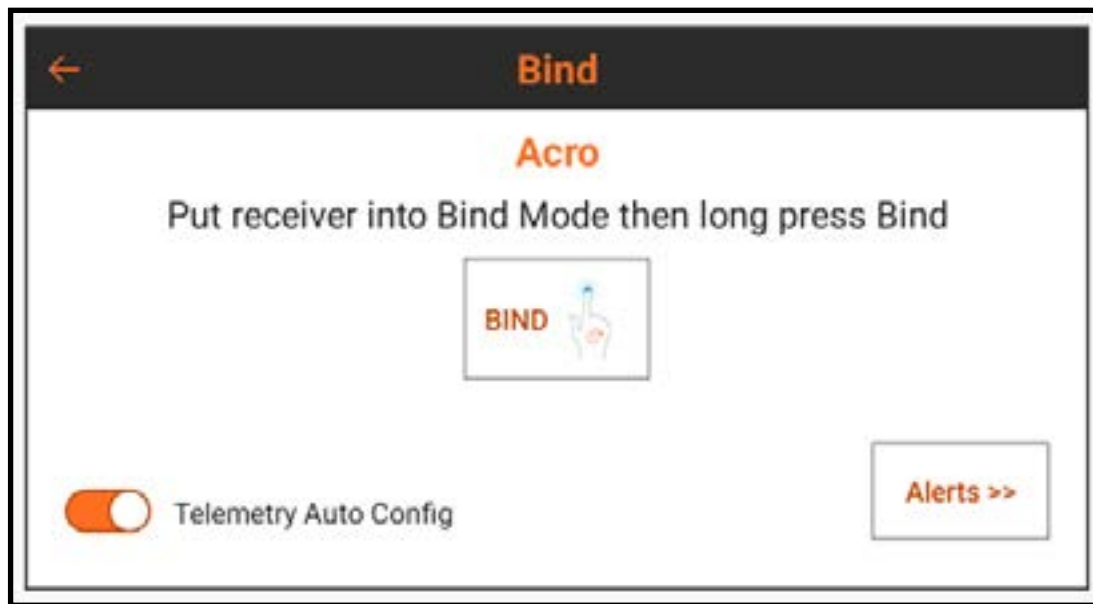 Bind
Acro
Put receiver into Bind Mode then long press Bind
BIND
Telemetry Auto Config
Alerts >>